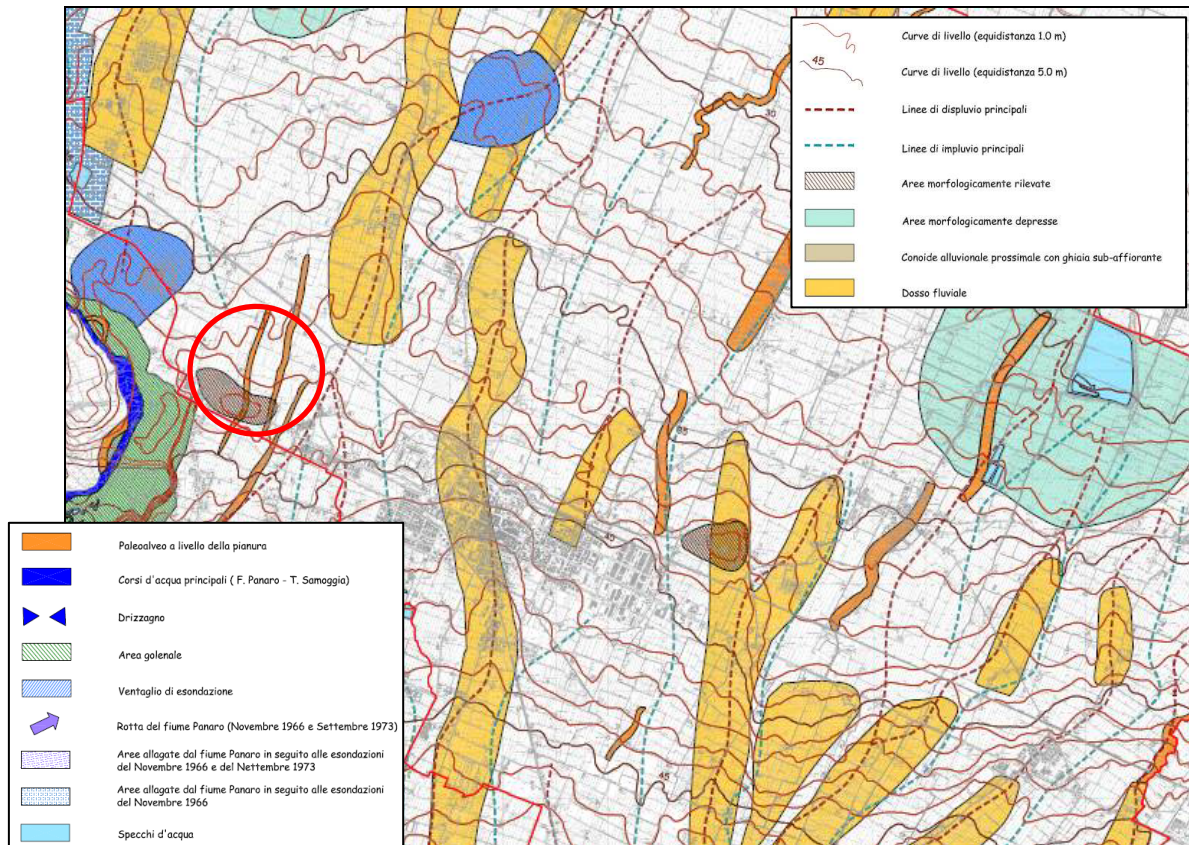 Curve di livello (equidistanza 1.0 m)
45
Curve di livello (equidistanza 5.0 m)
Linee di displuvio principali
Linee di impluvio principali
Aree morfologicamente rilevate
Aree morfologicamente depresse
Conoide alluvionale prossimale con ghiaia sub-affiorante
Dosso fluviale
30
45
45
Paleoalveo a livello della pianura
Corsi d'acqua principali ( F. Panaro - T. Samoggia)
Drizzagno
Area golenale
Ventaglio di esondazione
Rotta del fiume Panaro (Novembre 1966 e Settembre 1973)
Aree allagate dal fiume Panaro in seguito alle esondazioni
del Novembre 1966 e del Nettembre 1973
Aree allagate dal fiume Panaro in seguito alle esondazioni
del Novembre 1966
Specchi d'acqua